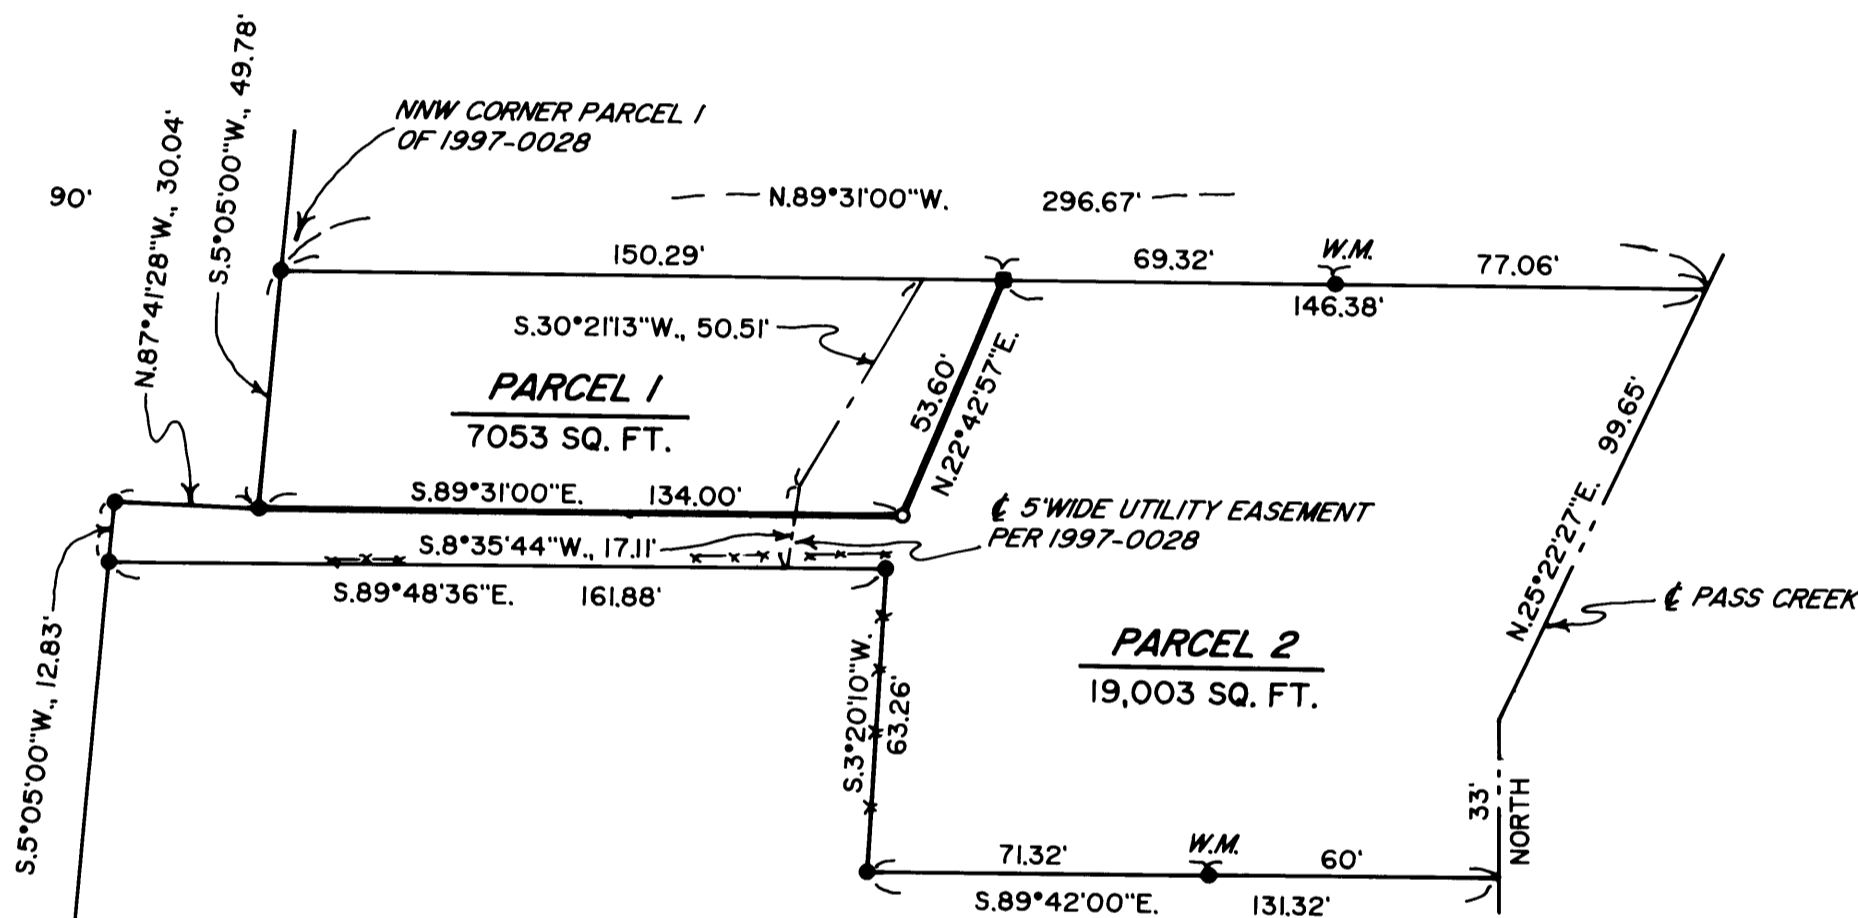 S.5°05'00"W., 49.78'
NNW CORNER PARCEL 1
OF 1997-0028
N.87°41'28"W., 30.04'
90'
N.89°31'00"W. 296.67'
150.29'
69.32'
W.M.
77.06'
146.38'
S.30°21'13"W., 50.51'
PARCEL 1
7053 SQ. FT.
53.60'
N.22°42'57"E.
99.65'
N.25°22'27"E.
S.89°31'00"E. 134.00'
℄ 5'WIDE UTILITY EASEMENT
PER 1997-0028
S.8°35'44"W., 17.11'
S.89°48'36"E. 161.88'
℄ PASS CREEK
S.5°05'00"W., 12.83'
PARCEL 2
19,003 SQ. FT.
S.3°20'10"W.
63.26'
33'
NORTH
71.32'
W.M.
60'
S.89°42'00"E. 131.32'